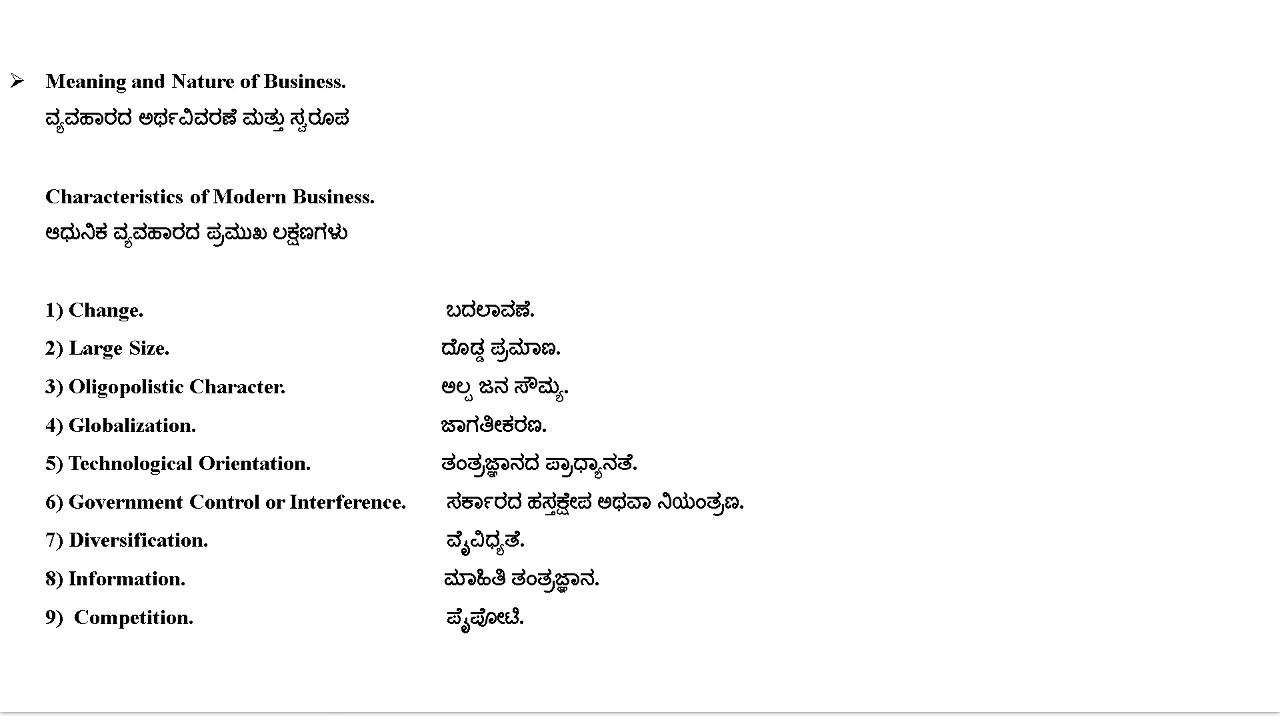 ➢ Meaning and Nature of Business.
ವ್ಯವಹಾರದ ಅರ್ಥವಿವರಣೆ ಮತ್ತು ಸ್ವರೂಪ
Characteristics of Modern Business.
ಆಧುನಿಕ ವ್ಯವಹಾರದ ಪ್ರಮುಖ ಲಕ್ಷಣಗಳು
1) Change. ಬದಲಾವಣೆ.
2) Large Size. ದೊಡ್ಡ ಪ್ರಮಾಣ.
3) Oligopolistic Character. ಅಲ್ಪ ಜನ ಸೌಮ್ಯ.
4) Globalization. ಜಾಗತೀಕರಣ.
5) Technological Orientation. ತಂತ್ರಜ್ಞಾನದ ಪ್ರಾಧ್ಯಾನತೆ.
6) Government Control or Interference. ಸರ್ಕಾರದ ಹಸ್ತಕ್ಷೇಪ ಅಥವಾ ನಿಯಂತ್ರಣ.
7) Diversification. ವೈವಿಧ್ಯತೆ.
8) Information. ಮಾಹಿತಿ ತಂತ್ರಜ್ಞಾನ.
9) Competition. ಪೈಪೋಟಿ.